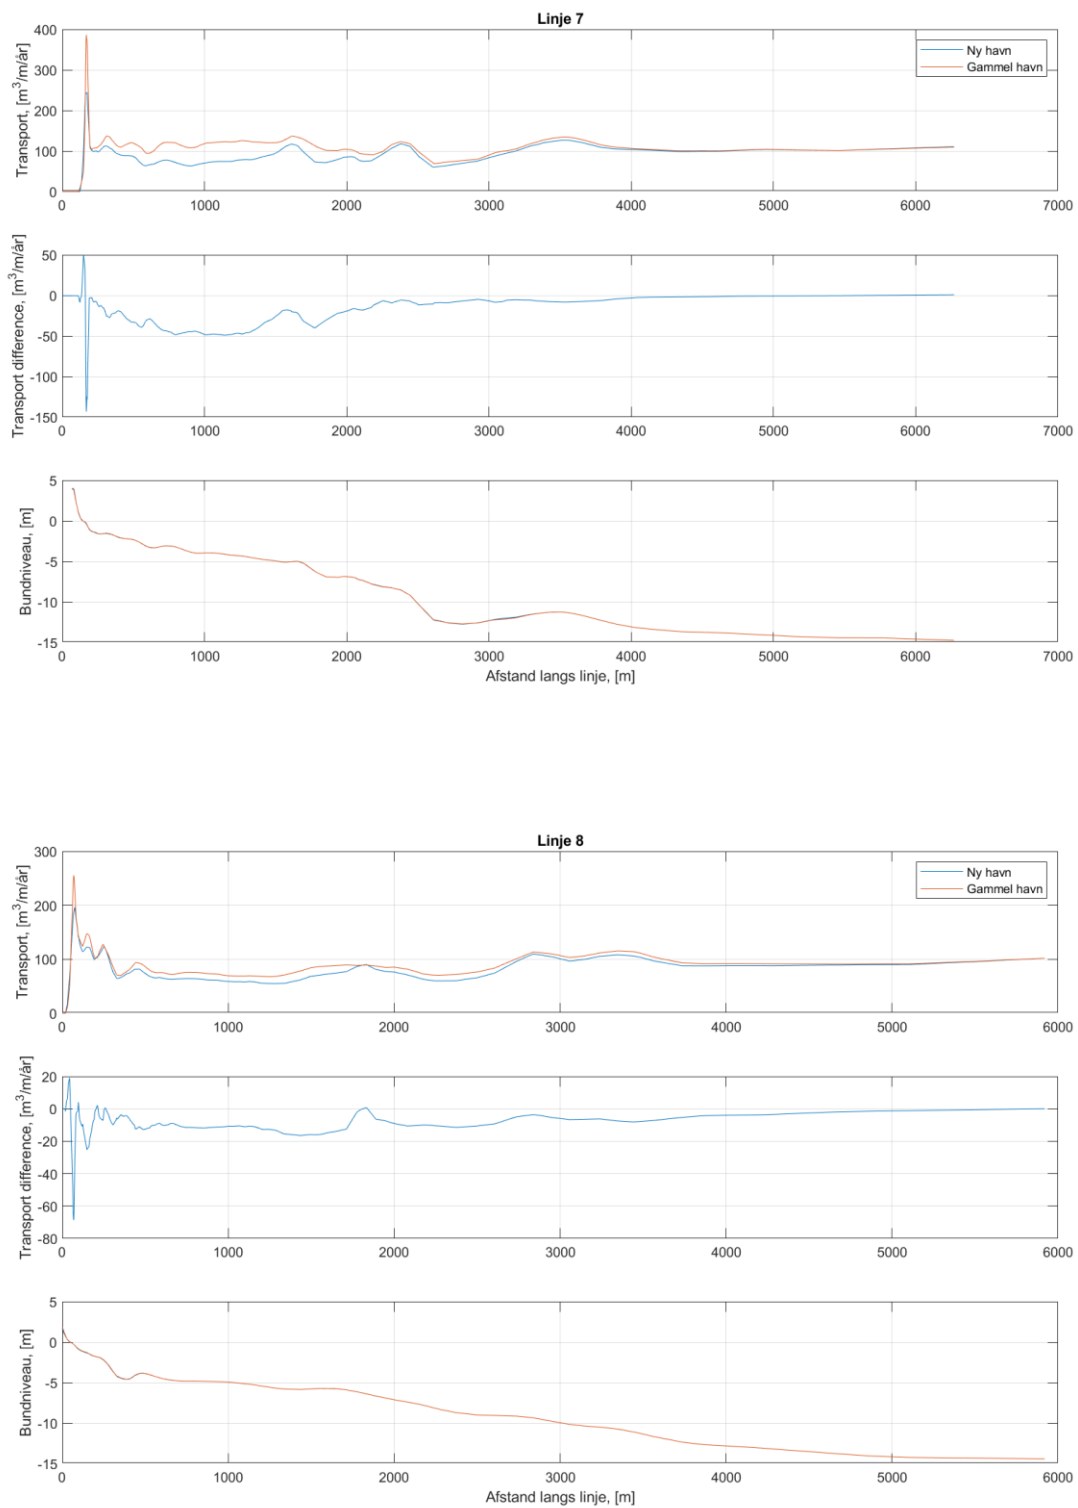 Linje 7
Transport, [m³/m/år]
400
300
200
100
0
0 1000 2000 3000 4000 5000 6000 7000
Ny havn
Gammel havn
Transport difference, [m³/m/år]
50
0
-50
-100
-150
0 1000 2000 3000 4000 5000 6000 7000
Bundniveau, [m]
5
0
-5
-10
-15
0 1000 2000 3000 4000 5000 6000 7000
Afstand langs linje, [m]
Linje 8
Transport, [m³/m/år]
300
200
100
0
0 1000 2000 3000 4000 5000 6000
Ny havn
Gammel havn
Transport difference, [m³/m/år]
20
0
-20
-40
-60
-80
0 1000 2000 3000 4000 5000 6000
Bundniveau, [m]
5
0
-5
-10
-15
0 1000 2000 3000 4000 5000 6000
Afstand langs linje, [m]